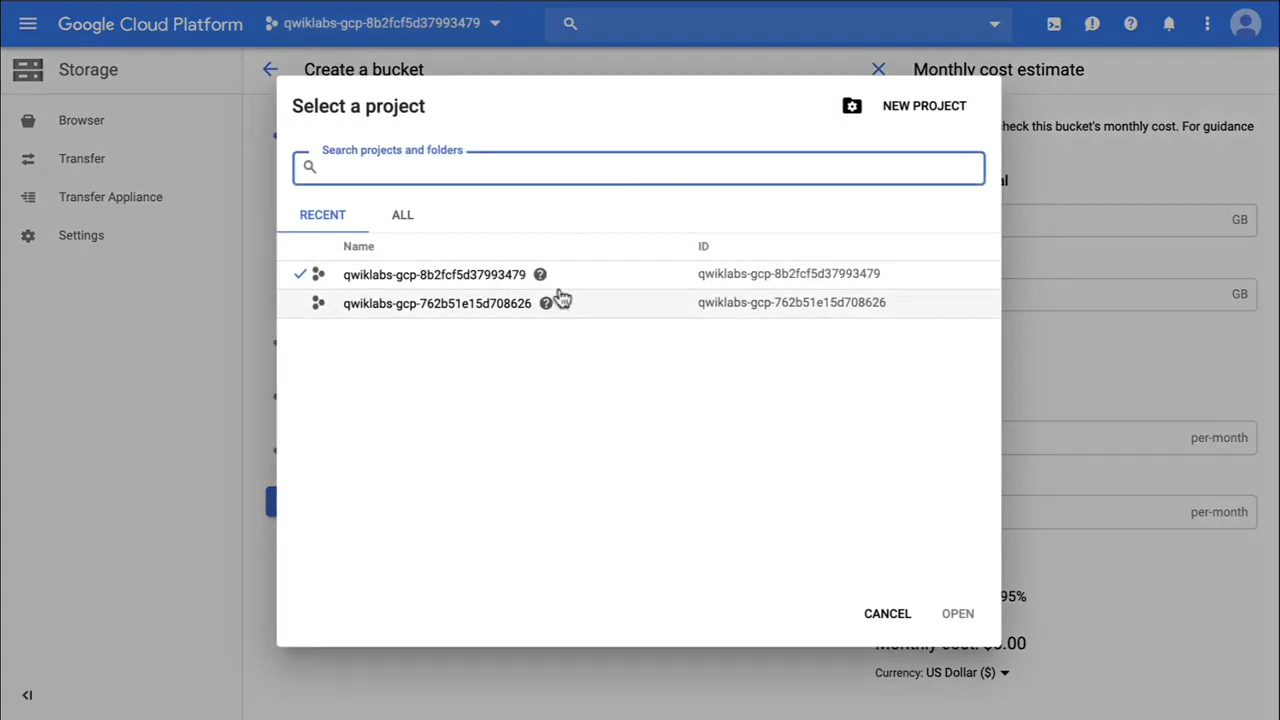 Google Cloud Platform
qwiklabs-gcp-8b2fcf5d37993479
Storage
Create a bucket
Monthly cost estimate
Browser
Transfer
Transfer Appliance
Settings
Select a project
NEW PROJECT
Search projects and folders
RECENT
ALL
Name
ID
qwiklabs-gcp-8b2fcf5d37993479
qwiklabs-gcp-8b2fcf5d37993479
qwiklabs-gcp-762b51e15d708626
qwiklabs-gcp-762b51e15d708626
CANCEL
OPEN
check this bucket's monthly cost. For guidance
al
GB
GB
per-month
per-month
95%
Monthly cost: $0.00
Currency: US Dollar ($)